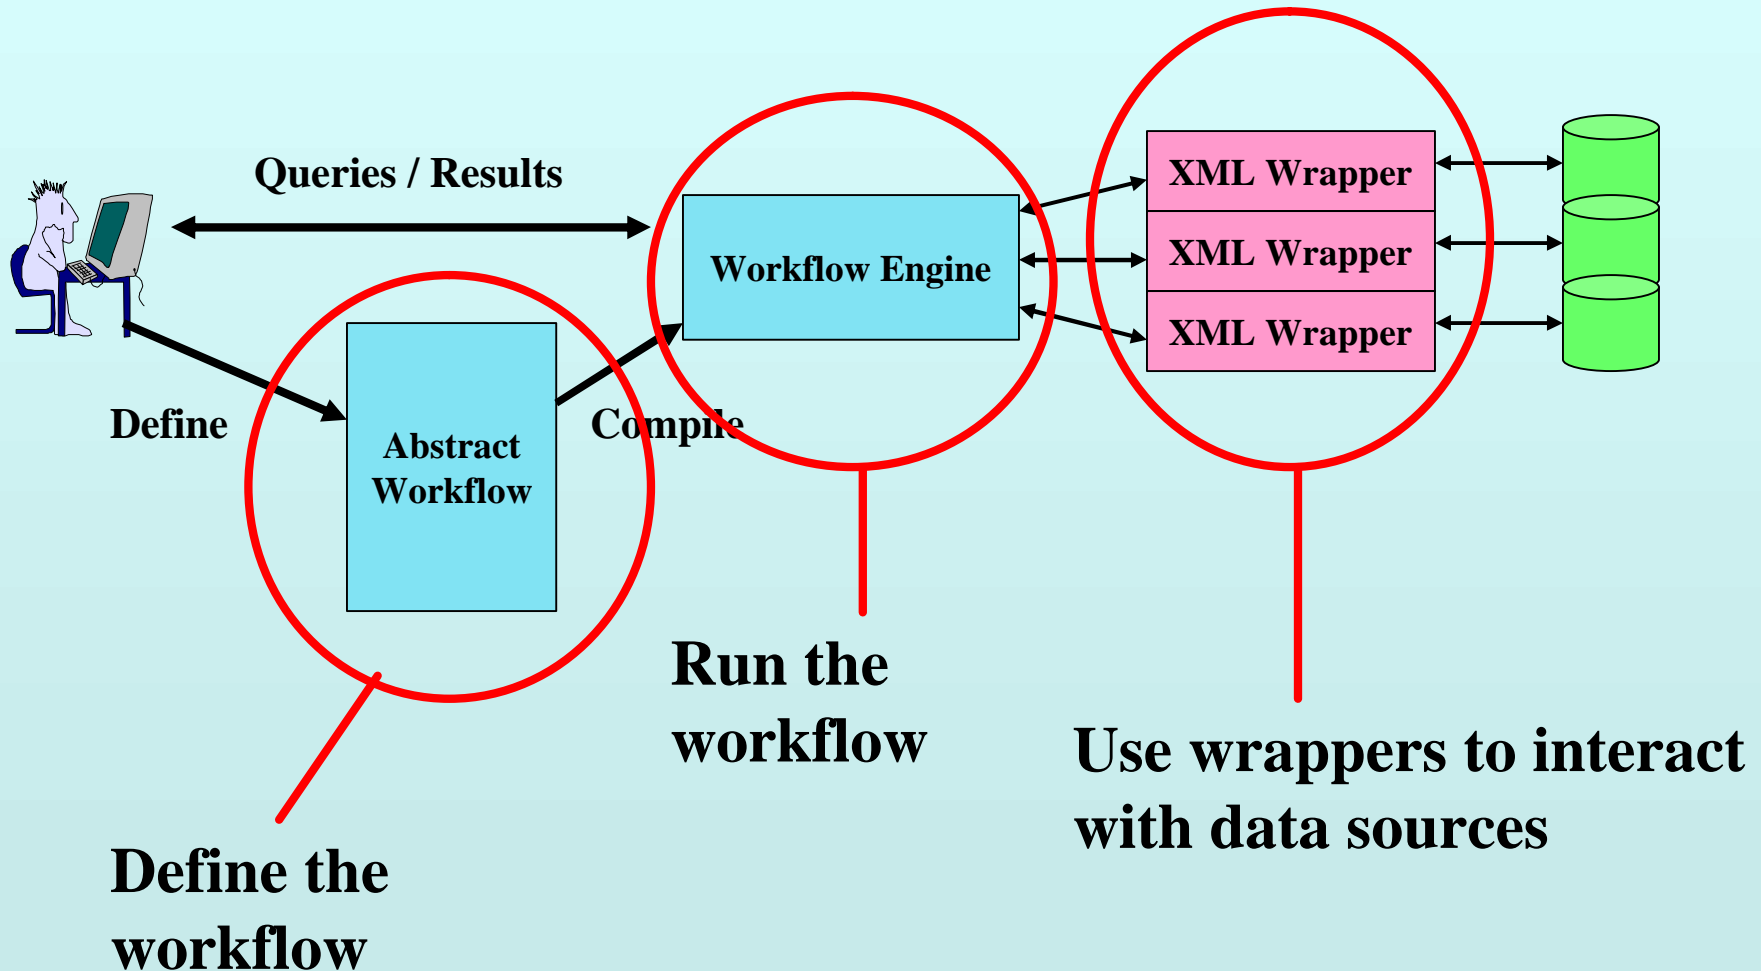 Queries / Results
XML Wrapper
XML Wrapper
XML Wrapper
Workflow Engine
Define
Compile
Abstract
Workflow
Run the
workflow
Use wrappers to interact
with data sources
Define the
workflow